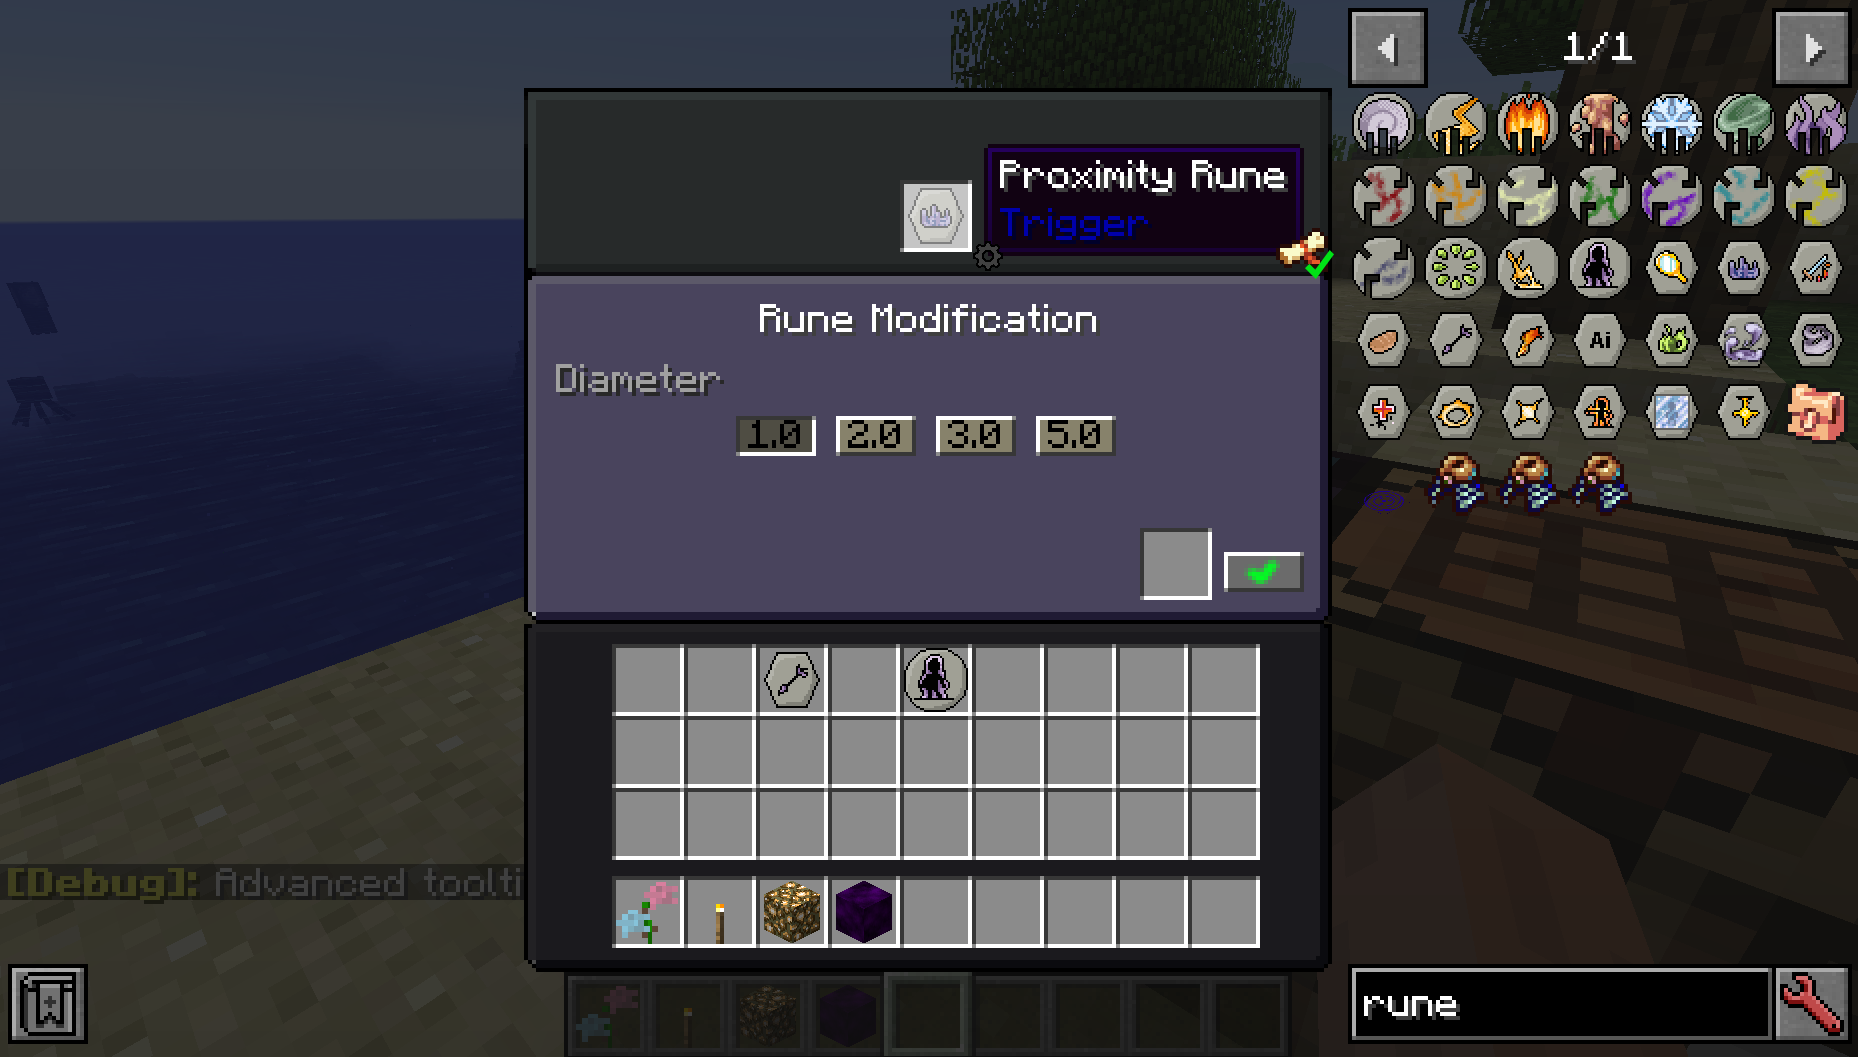 1/1
Proximity Rune
Trigger
Rune Modification
Diameter
1.0 2.0 3.0 5.0
Ai
[Debug]: Advanced toolti
rune